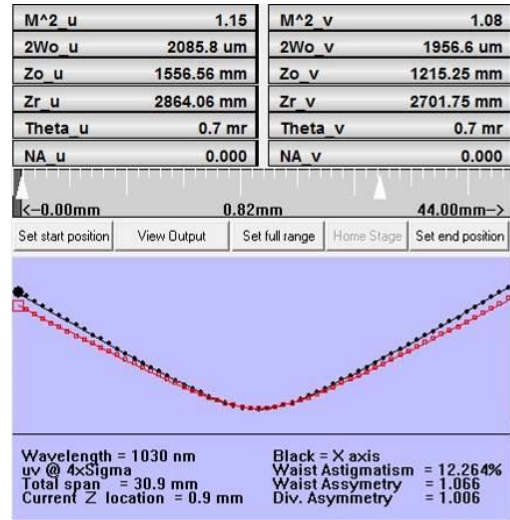 M^2_u 1.15 M^2_v 1.08
2Wo_u 2085.8 um 2Wo_v 1956.6 um
Zo_u 1556.56 mm Zo_v 1215.25 mm
Zr_u 2864.06 mm Zr_v 2701.75 mm
Theta_u 0.7 mr Theta_v 0.7 mr
NA_u 0.000 NA_v 0.000
<-0.00mm 0.82mm 44.00mm->
Set start position View Output Set full range Home Stage Set end position
Wavelength = 1030 nm Black = X axis
uv @ 4xSigma Waist Astigmatism = 12.264%
Total span = 30.9 mm Waist Assymetry = 1.066
Current Z location = 0.9 mm Div. Asymmetry = 1.006